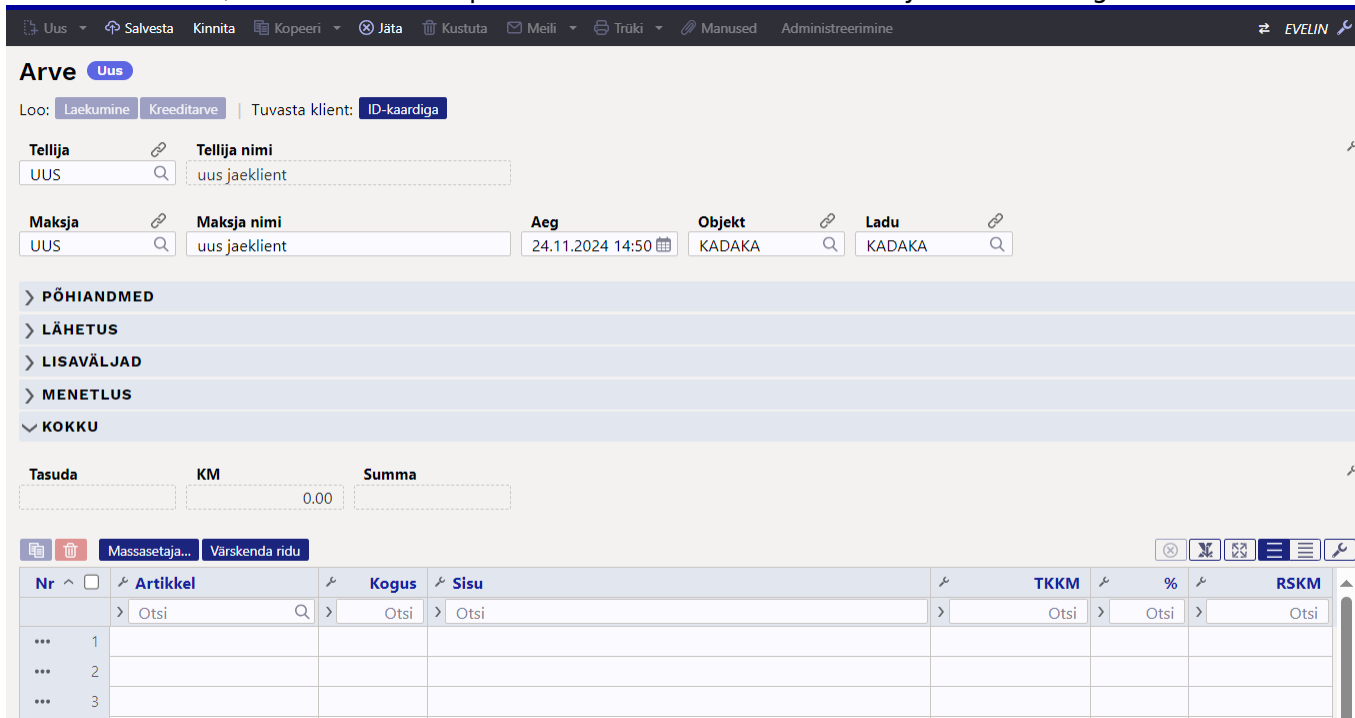 Uus Salvesta Kinnita Kopeeri Jäta Kustuta Meili Trüki Manused Administreerimine EVELIN
Arve Uus
Loo: Laekumine Kreeditarve | Tuvasta klient: ID-kaardiga
Tellija Tellija nimi
UUS uus jaeklient
Maksja Maksja nimi Aeg Objekt Ladu
UUS uus jaeklient 24.11.2024 14:50 KADAKA KADAKA
PÕHIANDMED
LÄHETUS
LISAVÄLJAD
MENETLUS
KOKKU
Tasuda KM Summa
0.00
Massasetaja... Värskenda ridu
Nr Artikkel Kogus Sisu TKKM % RSKM
Otsi Otsi Otsi Otsi Otsi Otsi
1
2
3